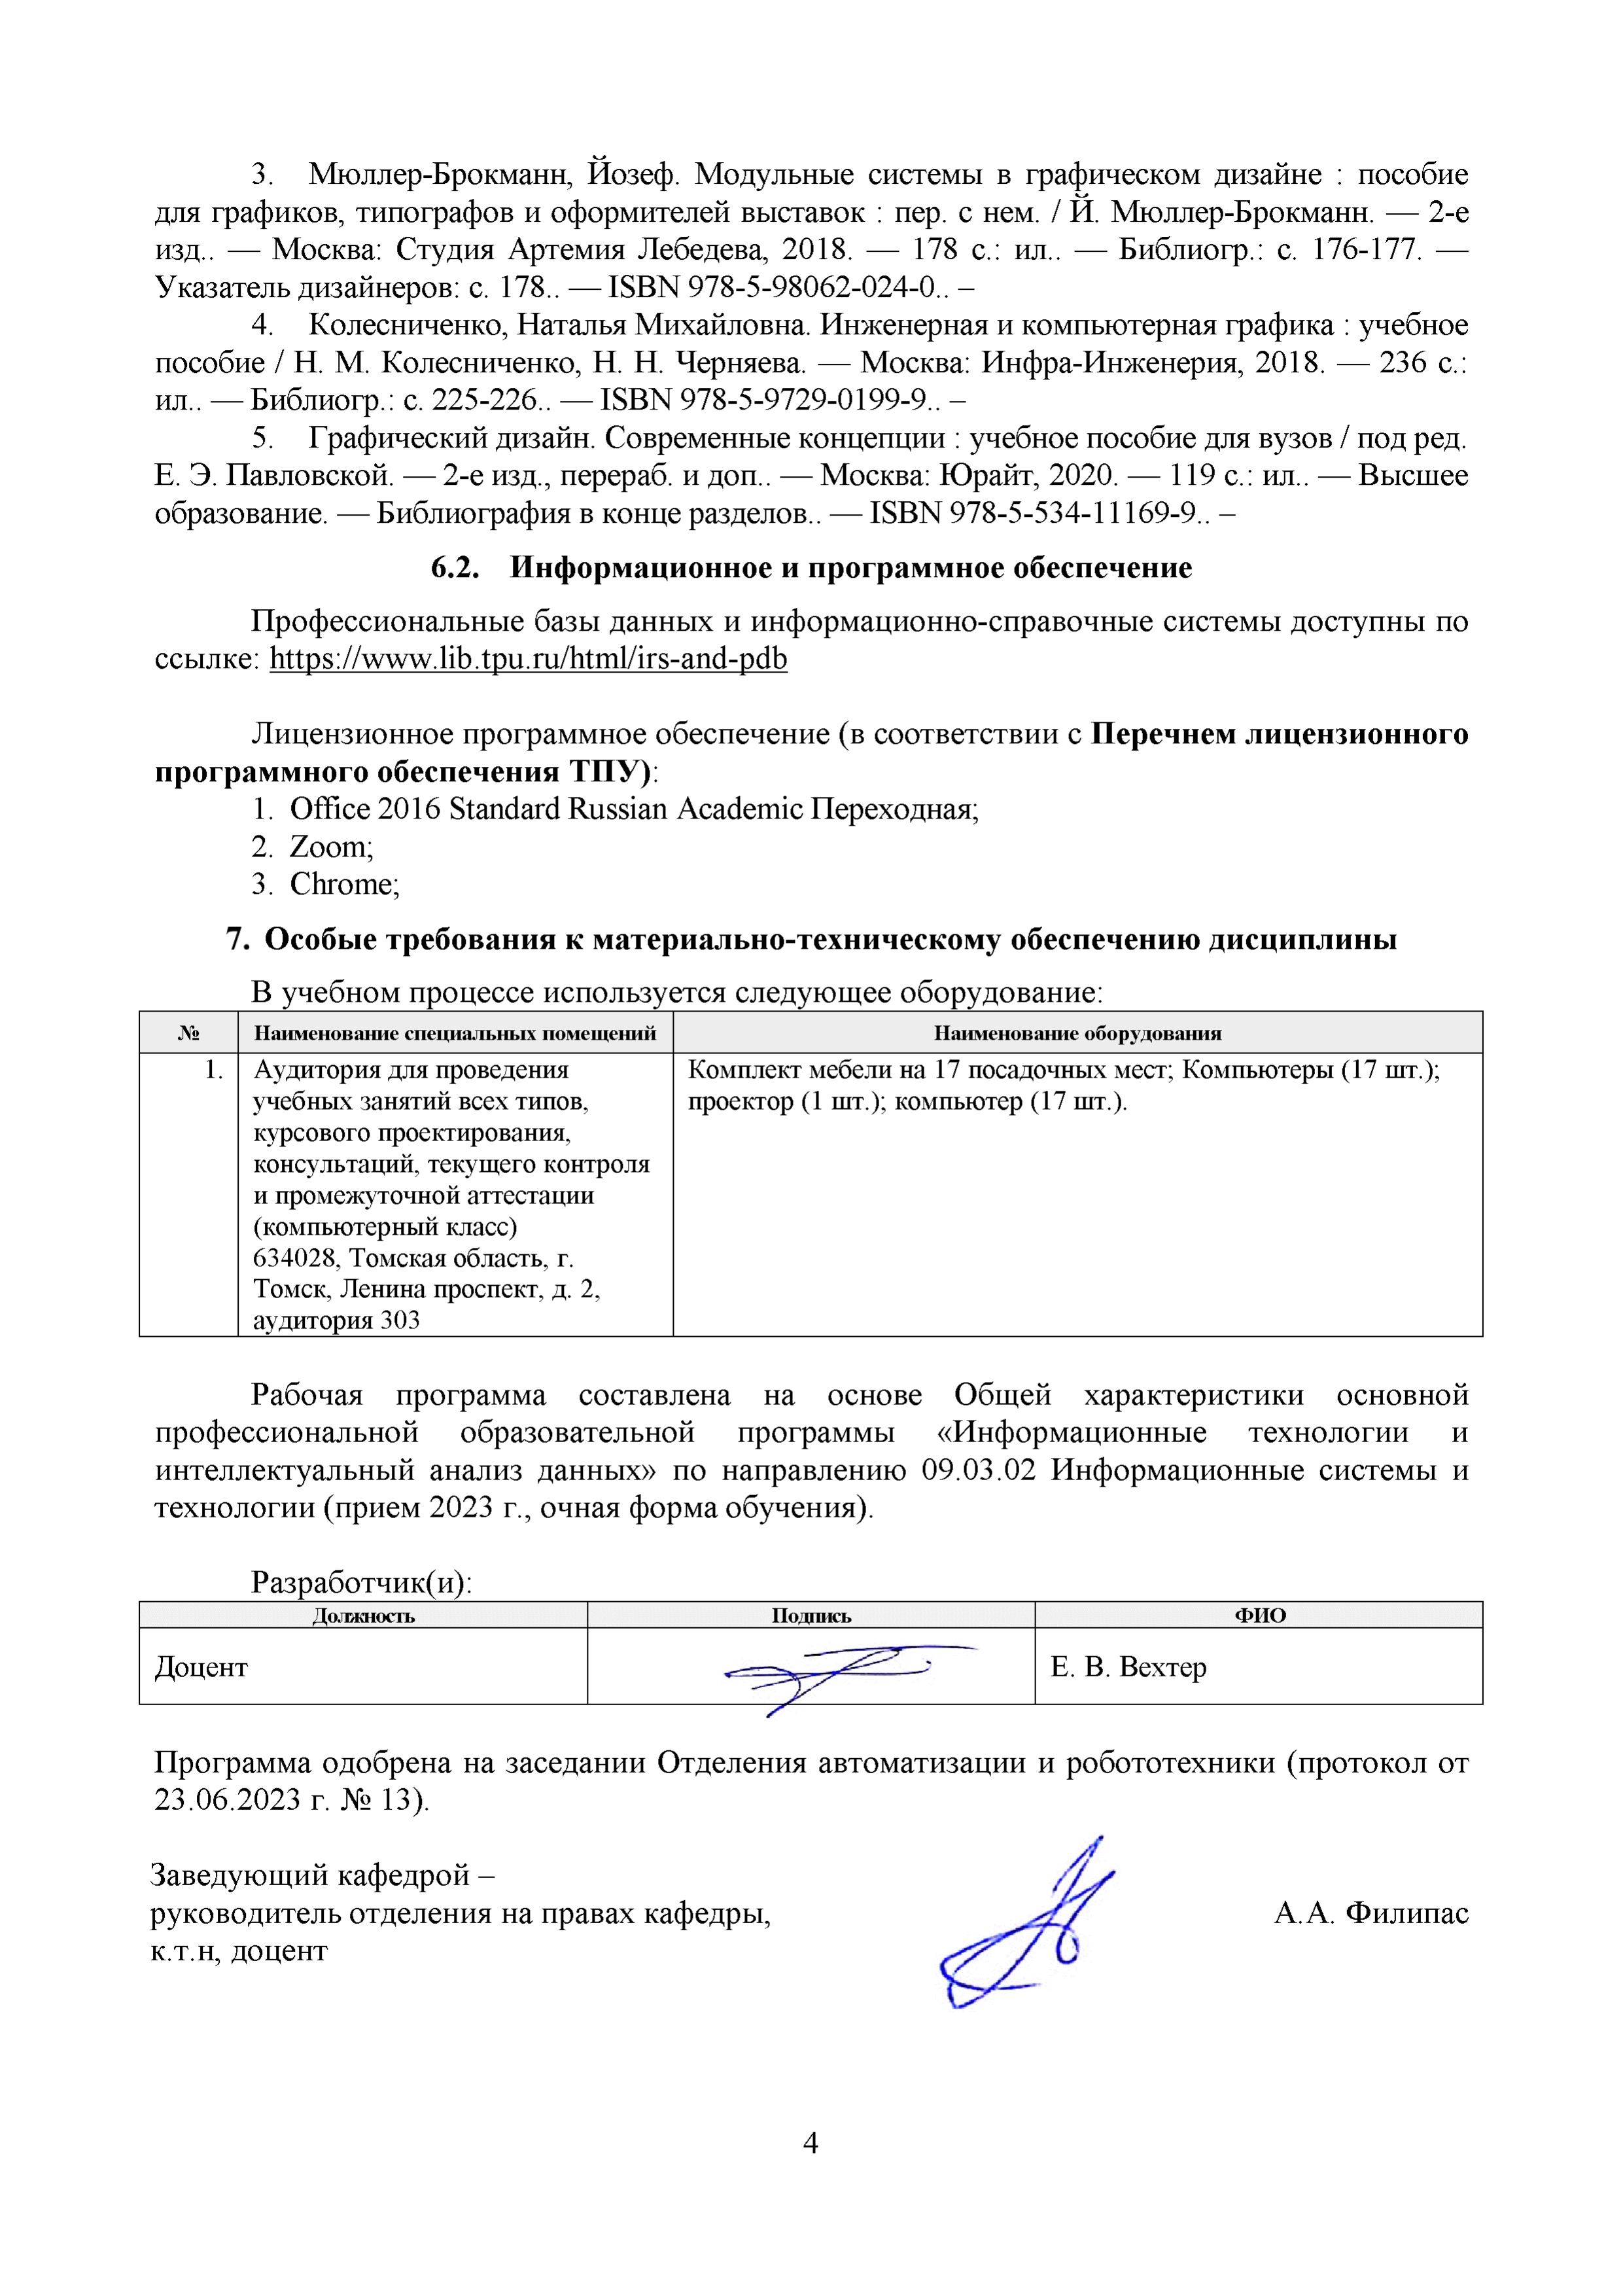 3. Мюллер-Брокманн, Йозеф. Модульные системы в графическом дизайне : пособие
для графиков, типографов и оформителей выставок : пер. с нем. / Й. Мюллер-Брокманн. — 2-е
изд.. — Москва: Студия Артемия Лебедева, 2018. — 178 с.: ил.. — Библиогр.: с. 176-177. —
Указатель дизайнеров: с. 178.. — ISBN 978-5-98062-024-0.. –
4. Колесниченко, Наталья Михайловна. Инженерная и компьютерная графика : учебное
пособие / Н. М. Колесниченко, Н. Н. Черняева. — Москва: Инфра-Инженерия, 2018. — 236 с.:
ил.. — Библиогр.: с. 225-226.. — ISBN 978-5-9729-0199-9.. –
5. Графический дизайн. Современные концепции : учебное пособие для вузов / под ред.
Е. Э. Павловской. — 2-е изд., перераб. и доп.. — Москва: Юрайт, 2020. — 119 с.: ил.. — Высшее
образование. — Библиография в конце разделов.. — ISBN 978-5-534-11169-9.. –
6.2. Информационное и программное обеспечение
Профессиональные базы данных и информационно-справочные системы доступны по
ссылке: https://www.lib.tpu.ru/html/irs-and-pdb
Лицензионное программное обеспечение (в соответствии с Перечнем лицензионного
программного обеспечения ТПУ):
1. Office 2016 Standard Russian Academic Переходная;
2. Zoom;
3. Chrome;
7. Особые требования к материально-техническому обеспечению дисциплины
В учебном процессе используется следующее оборудование:
№ Наименование специальных помещений Наименование оборудования
1. Аудитория для проведения Комплект мебели на 17 посадочных мест; Компьютеры (17 шт.);
учебных занятий всех типов, проектор (1 шт.); компьютер (17 шт.).
курсового проектирования,
консультаций, текущего контроля
и промежуточной аттестации
(компьютерный класс)
634028, Томская область, г.
Томск, Ленина проспект, д. 2,
аудитория 303
Рабочая программа составлена на основе Общей характеристики основной
профессиональной образовательной программы «Информационные технологии и
интеллектуальный анализ данных» по направлению 09.03.02 Информационные системы и
технологии (прием 2023 г., очная форма обучения).
Разработчик(и):
Должность Подпись ФИО
Доцент Е. В. Вехтер
Программа одобрена на заседании Отделения автоматизации и робототехники (протокол от
23.06.2023 г. № 13).
Заведующий кафедрой –
руководитель отделения на правах кафедры, А.А. Филипас
к.т.н, доцент
4